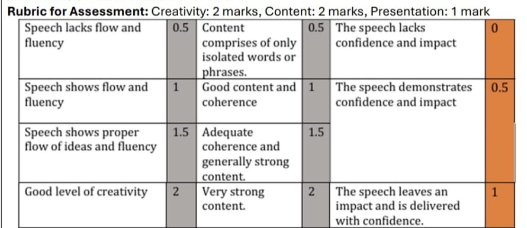 Rubric for Assessment: Creativity: 2 marks, Content: 2 marks, Presentation: 1 mark
Speech lacks flow and fluency 0.5 Content comprises of only isolated words or phrases. 0.5 The speech lacks confidence and impact 0
Speech shows flow and fluency 1 Good content and coherence 1 The speech demonstrates confidence and impact 0.5
Speech shows proper flow of ideas and fluency 1.5 Adequate coherence and generally strong content. 1.5
Good level of creativity 2 Very strong content. 2 The speech leaves an impact and is delivered with confidence. 1